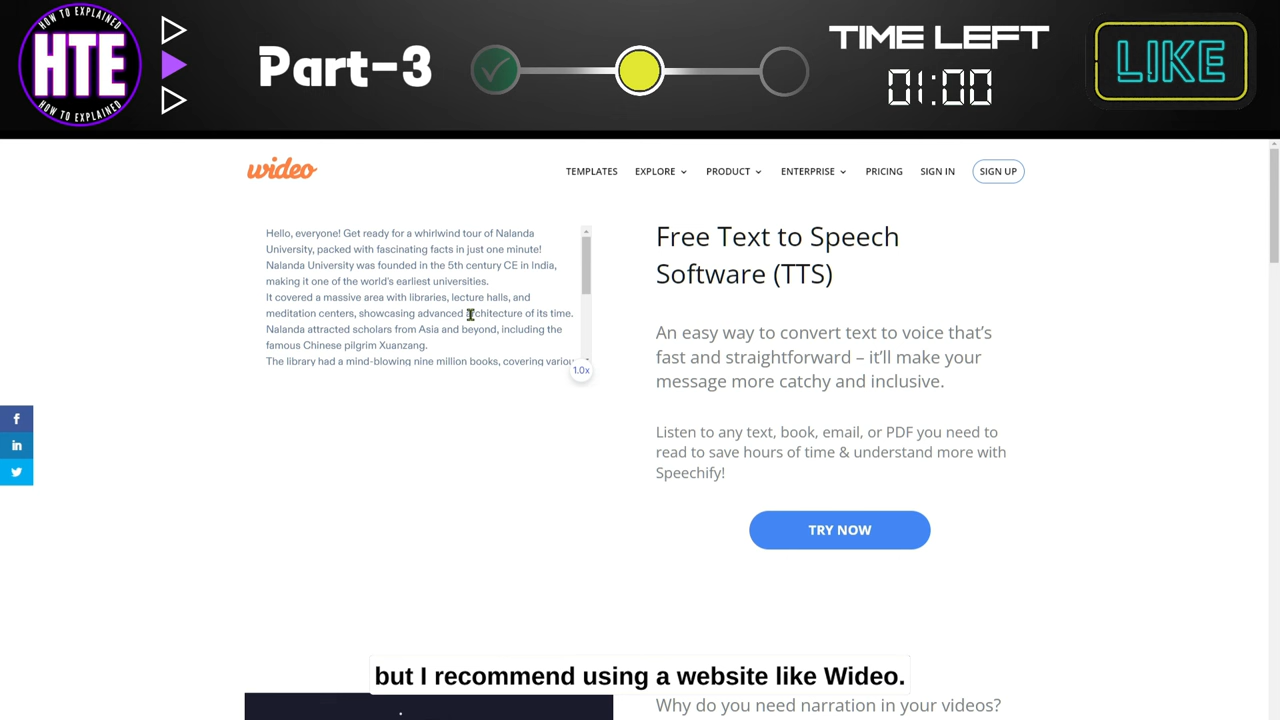 HOW TO EXPLAINED
HTE
HOW TO EXPLAINED
Part-3
TIME LEFT
01:00
LIKE
wideo
TEMPLATES EXPLORE PRODUCT ENTERPRISE PRICING SIGN IN SIGN UP
Hello, everyone! Get ready for a whirlwind tour of Nalanda
University, packed with fascinating facts in just one minute!
Nalanda University was founded in the 5th century CE in India,
making it one of the world's earliest universities.
It covered a massive area with libraries, lecture halls, and
meditation centers, showcasing advanced architecture of its time.
Nalanda attracted scholars from Asia and beyond, including the
famous Chinese pilgrim Xuanzang.
The library had a mind-blowing nine million books, covering
1.0x
Free Text to Speech
Software (TTS)
An easy way to convert text to voice that's
fast and straightforward – it'll make your
message more catchy and inclusive.
Listen to any text, book, email, or PDF you need to
read to save hours of time & understand more with
Speechify!
TRY NOW
but I recommend using a website like Wideo.
Why do you need narration in your videos?